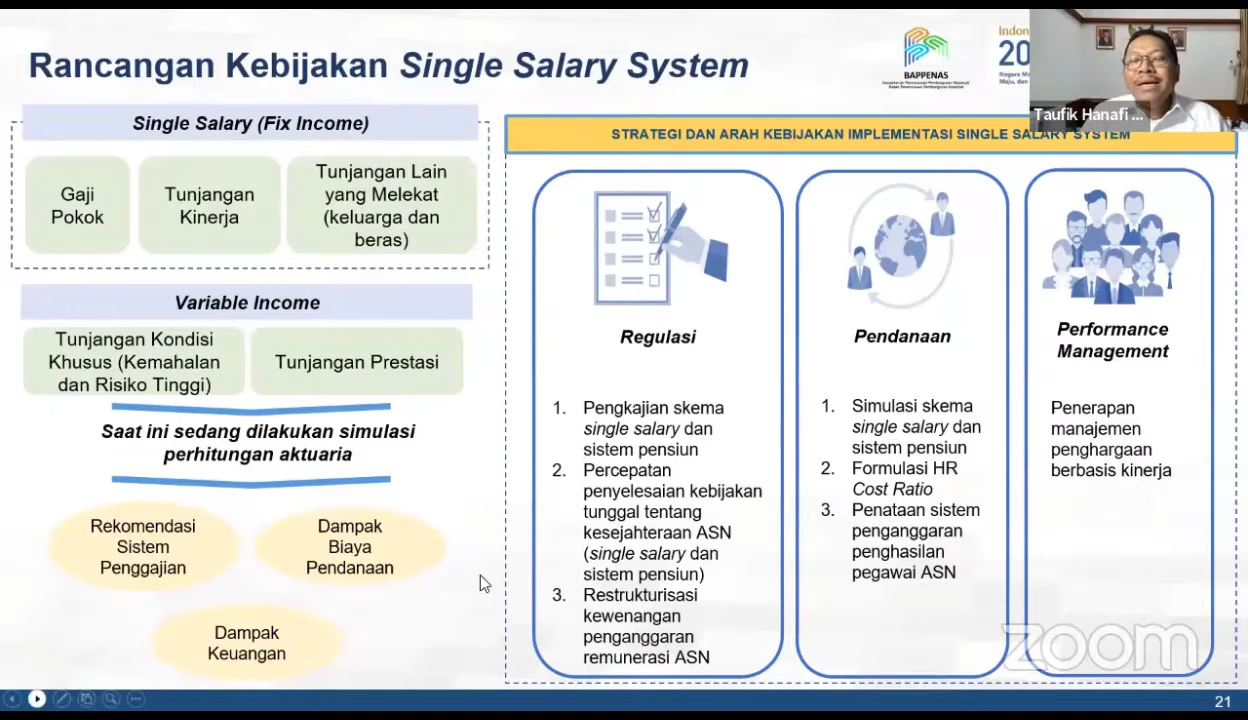 Rancangan Kebijakan Single Salary System
BAPPENAS
Indon
20
Negara Ma
Maju, dan
Taufik Hanafi ...
Single Salary (Fix Income)
Gaji
Pokok
Tunjangan
Kinerja
Tunjangan Lain
yang Melekat
(keluarga dan
beras)
Variable Income
Tunjangan Kondisi
Khusus (Kemahalan
dan Risiko Tinggi)
Tunjangan Prestasi
Saat ini sedang dilakukan simulasi
perhitungan aktuaria
Rekomendasi
Sistem
Penggajian
Dampak
Biaya
Pendanaan
Dampak
Keuangan
STRATEGI DAN ARAH KEBIJAKAN IMPLEMENTASI SINGLE SALARY SYSTEM
Regulasi
1. Pengkajian skema
single salary dan
sistem pensiun
2. Percepatan
penyelesaian kebijakan
tunggal tentang
kesejahteraan ASN
(single salary dan
sistem pensiun)
3. Restrukturisasi
kewenangan
penganggaran
remunerasi ASN
Pendanaan
1. Simulasi skema
single salary dan
sistem pensiun
2. Formulasi HR
Cost Ratio
3. Penataan sistem
penganggaran
penghasilan
pegawai ASN
Performance
Management
Penerapan
manajemen
penghargaan
berbasis kinerja
zoom
21